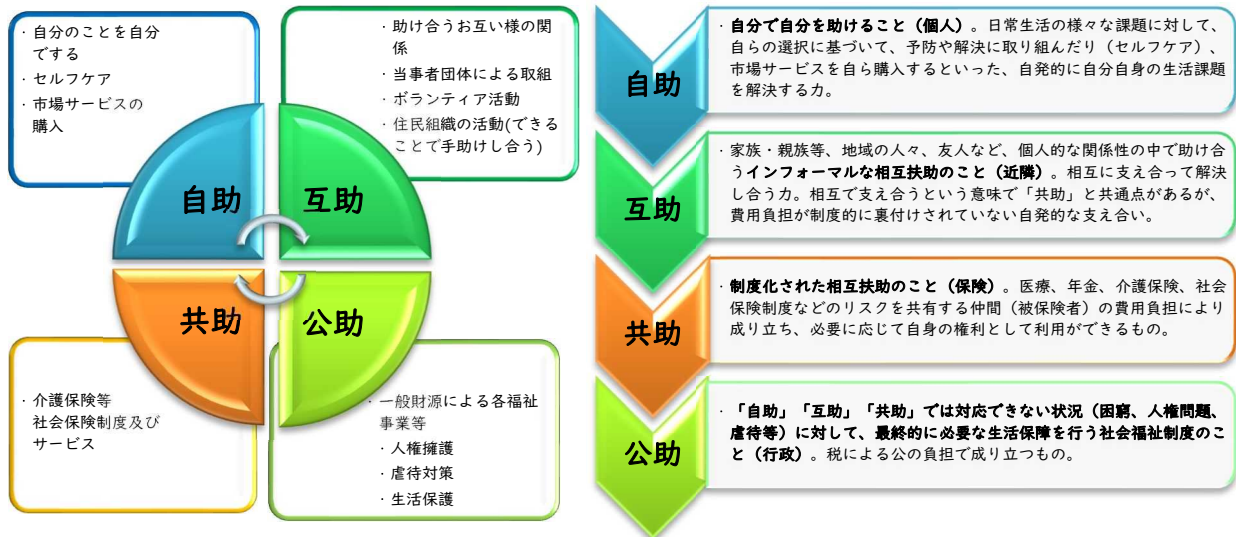 ・自分のことを自分
でする
・セルフケア
・市場サービスの
購入
・助け合うお互い様の関
係
・当事者団体による取組
・ボランティア活動
・住民組織の活動(できる
ことで手助けし合う)
自助
互助
共助
公助
・介護保険等
社会保険制度及び
サービス
・一般財源による各福祉
事業等
・人権擁護
・虐待対策
・生活保護
自助
・自分で自分を助けること（個人）。日常生活の様々な課題に対して、
自らの選択に基づいて、予防や解決に取り組んだり（セルフケア）、
市場サービスを自ら購入するといった、自発的に自分自身の生活課題
を解決する力。
互助
・家族・親族等、地域の人々、友人など、個人的な関係性の中で助け合
うインフォーマルな相互扶助のこと（近隣）。相互に支え合って解決
し合う力。相互で支え合うという意味で「共助」と共通点があるが、
費用負担が制度的に裏付けされていない自発的な支え合い。
共助
・制度化された相互扶助のこと（保険）。医療、年金、介護保険、社会
保険制度などのリスクを共有する仲間（被保険者）の費用負担により
成り立ち、必要に応じて自身の権利として利用ができるもの。
公助
・「自助」「互助」「共助」では対応できない状況（困窮、人権問題、
虐待等）に対して、最終的に必要な生活保障を行う社会福祉制度のこ
と（行政）。税による公の負担で成り立つもの。